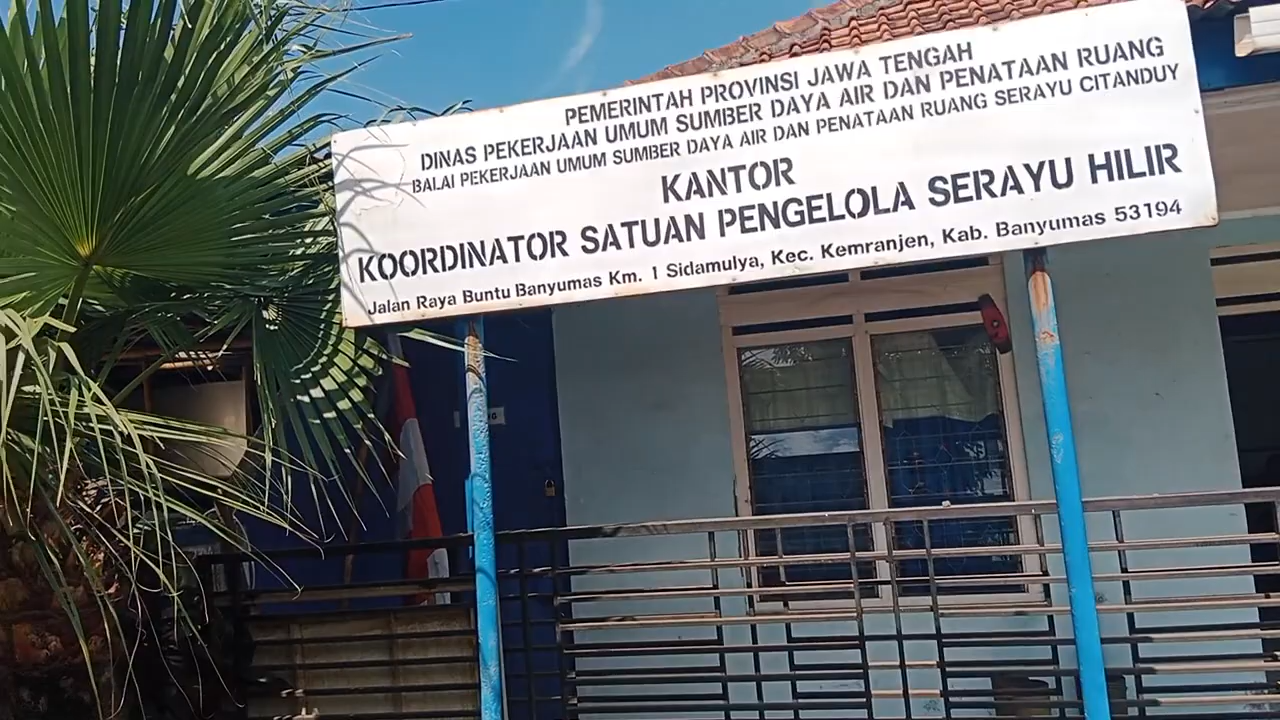 PEMERINTAH PROVINSI JAWA TENGAH
DINAS PEKERJAAN UMUM SUMBER DAYA AIR DAN PENATAAN RUANG
BALAI PEKERJAAN UMUM SUMBER DAYA AIR DAN PENATAAN RUANG SERAYU CITANDUY
KANTOR
KOORDINATOR SATUAN PENGELOLA SERAYU HILIR
Jalan Raya Buntu Banyumas Km. 1 Sidamulya, Kec. Kemranjen, Kab. Banyumas 53194